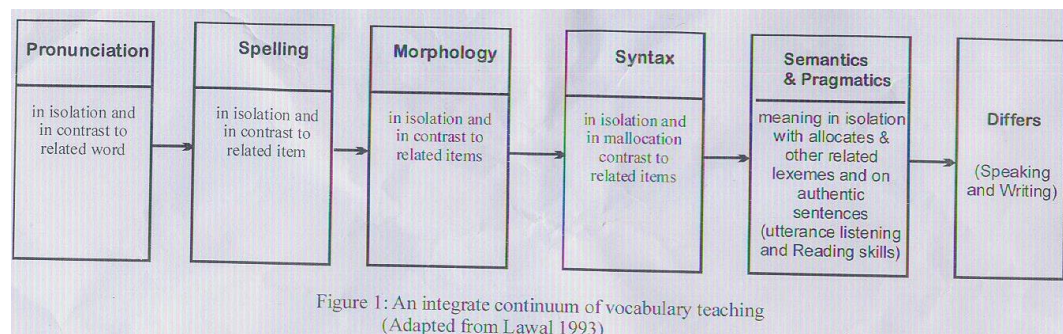 Pronunciation
in isolation and
in contrast to
related word
Spelling
in isolation and
in contrast to
related item
Morphology
in isolation and
in contrast to
related items
Syntax
in isolation and
in mallocation
contrast to
related items
Semantics
& Pragmatics
meaning in isolation
with allocates &
other related
lexemes and on
authentic
sentences
(utterance listening
and Reading skills)
Differs
(Speaking
and Writing)
Figure 1: An integrate continuum of vocabulary teaching
(Adapted from Lawal 1993)